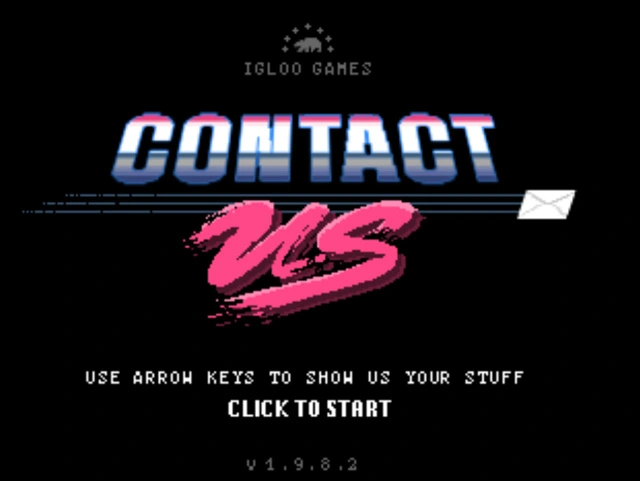 IGLOO GAMES
CONTACT
US
USE ARROW KEYS TO SHOW US YOUR STUFF
CLICK TO START
v1.9.8.2